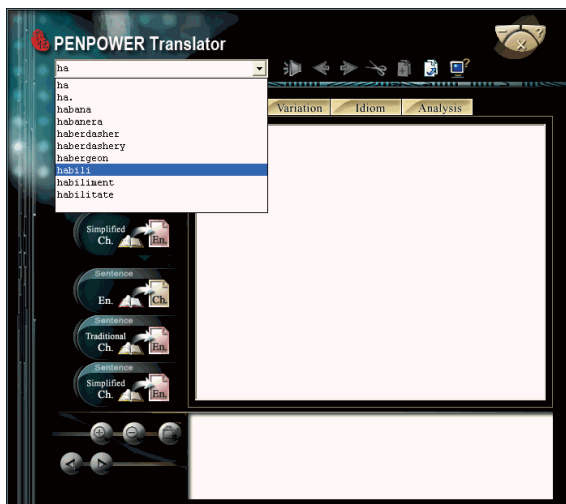 PENPOWER Translator
ha
ha
ha.
habana
habanera
haberdasher
haberdashery
habergeon
habili
habiliment
habilitate
Variation
Idiom
Analysis
Simplified
Ch.
En.
Sentence
En.
Ch.
Sentence
Traditional
Ch.
En.
Sentence
Simplified
Ch.
En.